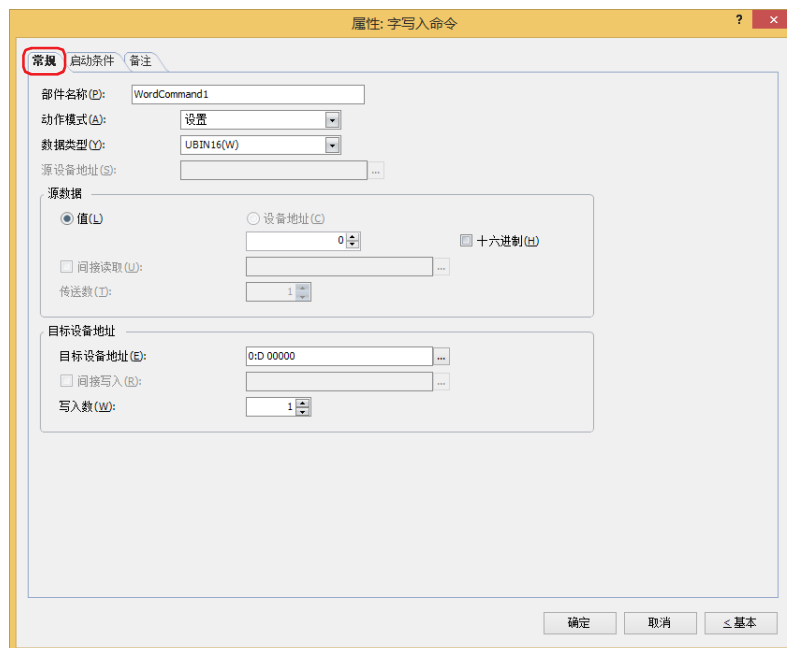 属性: 字写入命令 ?
常规 启动条件 备注
部件名称(P): WordCommand1
动作模式(A): 设置
数据类型(Y): UBIN16(W)
源设备地址(S): ...
源数据
值(L) 设备地址(C)
0 十六进制(H)
间接读取(U): ...
传送数(T): 1
目标设备地址
目标设备地址(E): 0:D 00000 ...
间接写入(R): ...
写入数(W): 1
确定 取消 <基本